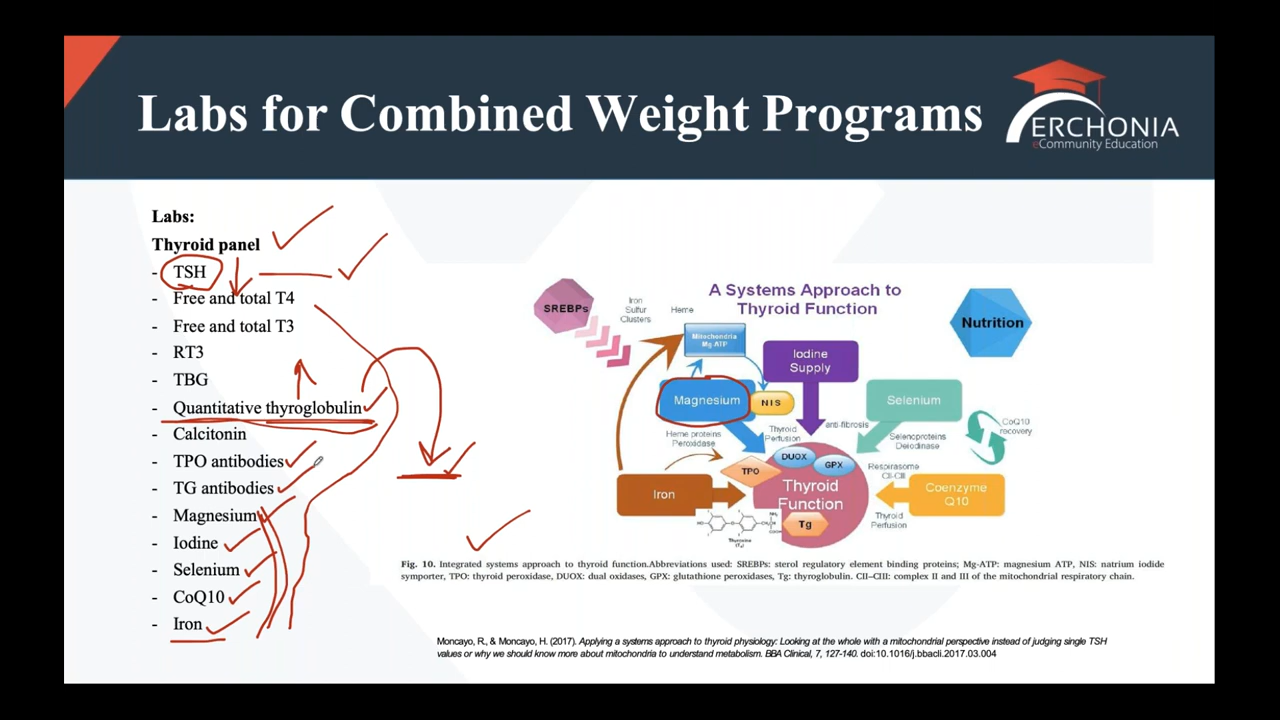 Labs for Combined Weight Programs
ERCHONIA
eCommunity Education
Labs:
Thyroid panel
- TSH
- Free and total T4
- Free and total T3
- RT3
- TBG
- Quantitative thyroglobulin
- Calcitonin
- TPO antibodies
- TG antibodies
- Magnesium
- Iodine
- Selenium
- CoQ10
- Iron
A Systems Approach to
Thyroid Function
SREBPs
Iron
Sulfur
Clusters
Heme
Mitochondria
Mg ATP
Nutrition
Iodine
Supply
Magnesium
NIS
Selenium
Heme proteins
Peroxidase
Thyroid
Perfusion
anti-fibrosis
Selenoproteins
Deiodinase
CoQ10
recovery
TPO
DUOX
GPX
Respirasome
CII-CIII
Iron
Thyroid
Function
Coenzyme
Q10
Tg
Thyroid
Perfusion
Thyroxine
(T4)
Fig. 10. Integrated systems approach to thyroid function.Abbreviations used: SREBPs: sterol regulatory element binding proteins; Mg-ATP: magnesium ATP, NIS: natrium iodide
symporter, TPO: thyroid peroxidase, DUOX: dual oxidases, GPX: glutathione peroxidases, Tg: thyroglobulin. CII–CIII: complex II and III of the mitochondrial respiratory chain.
Moncayo, R., & Moncayo, H. (2017). Applying a systems approach to thyroid physiology: Looking at the whole with a mitochondrial perspective instead of judging single TSH
values or why we should know more about mitochondria to understand metabolism. BBA Clinical, 7, 127-140. doi:10.1016/j.bbacli.2017.03.004